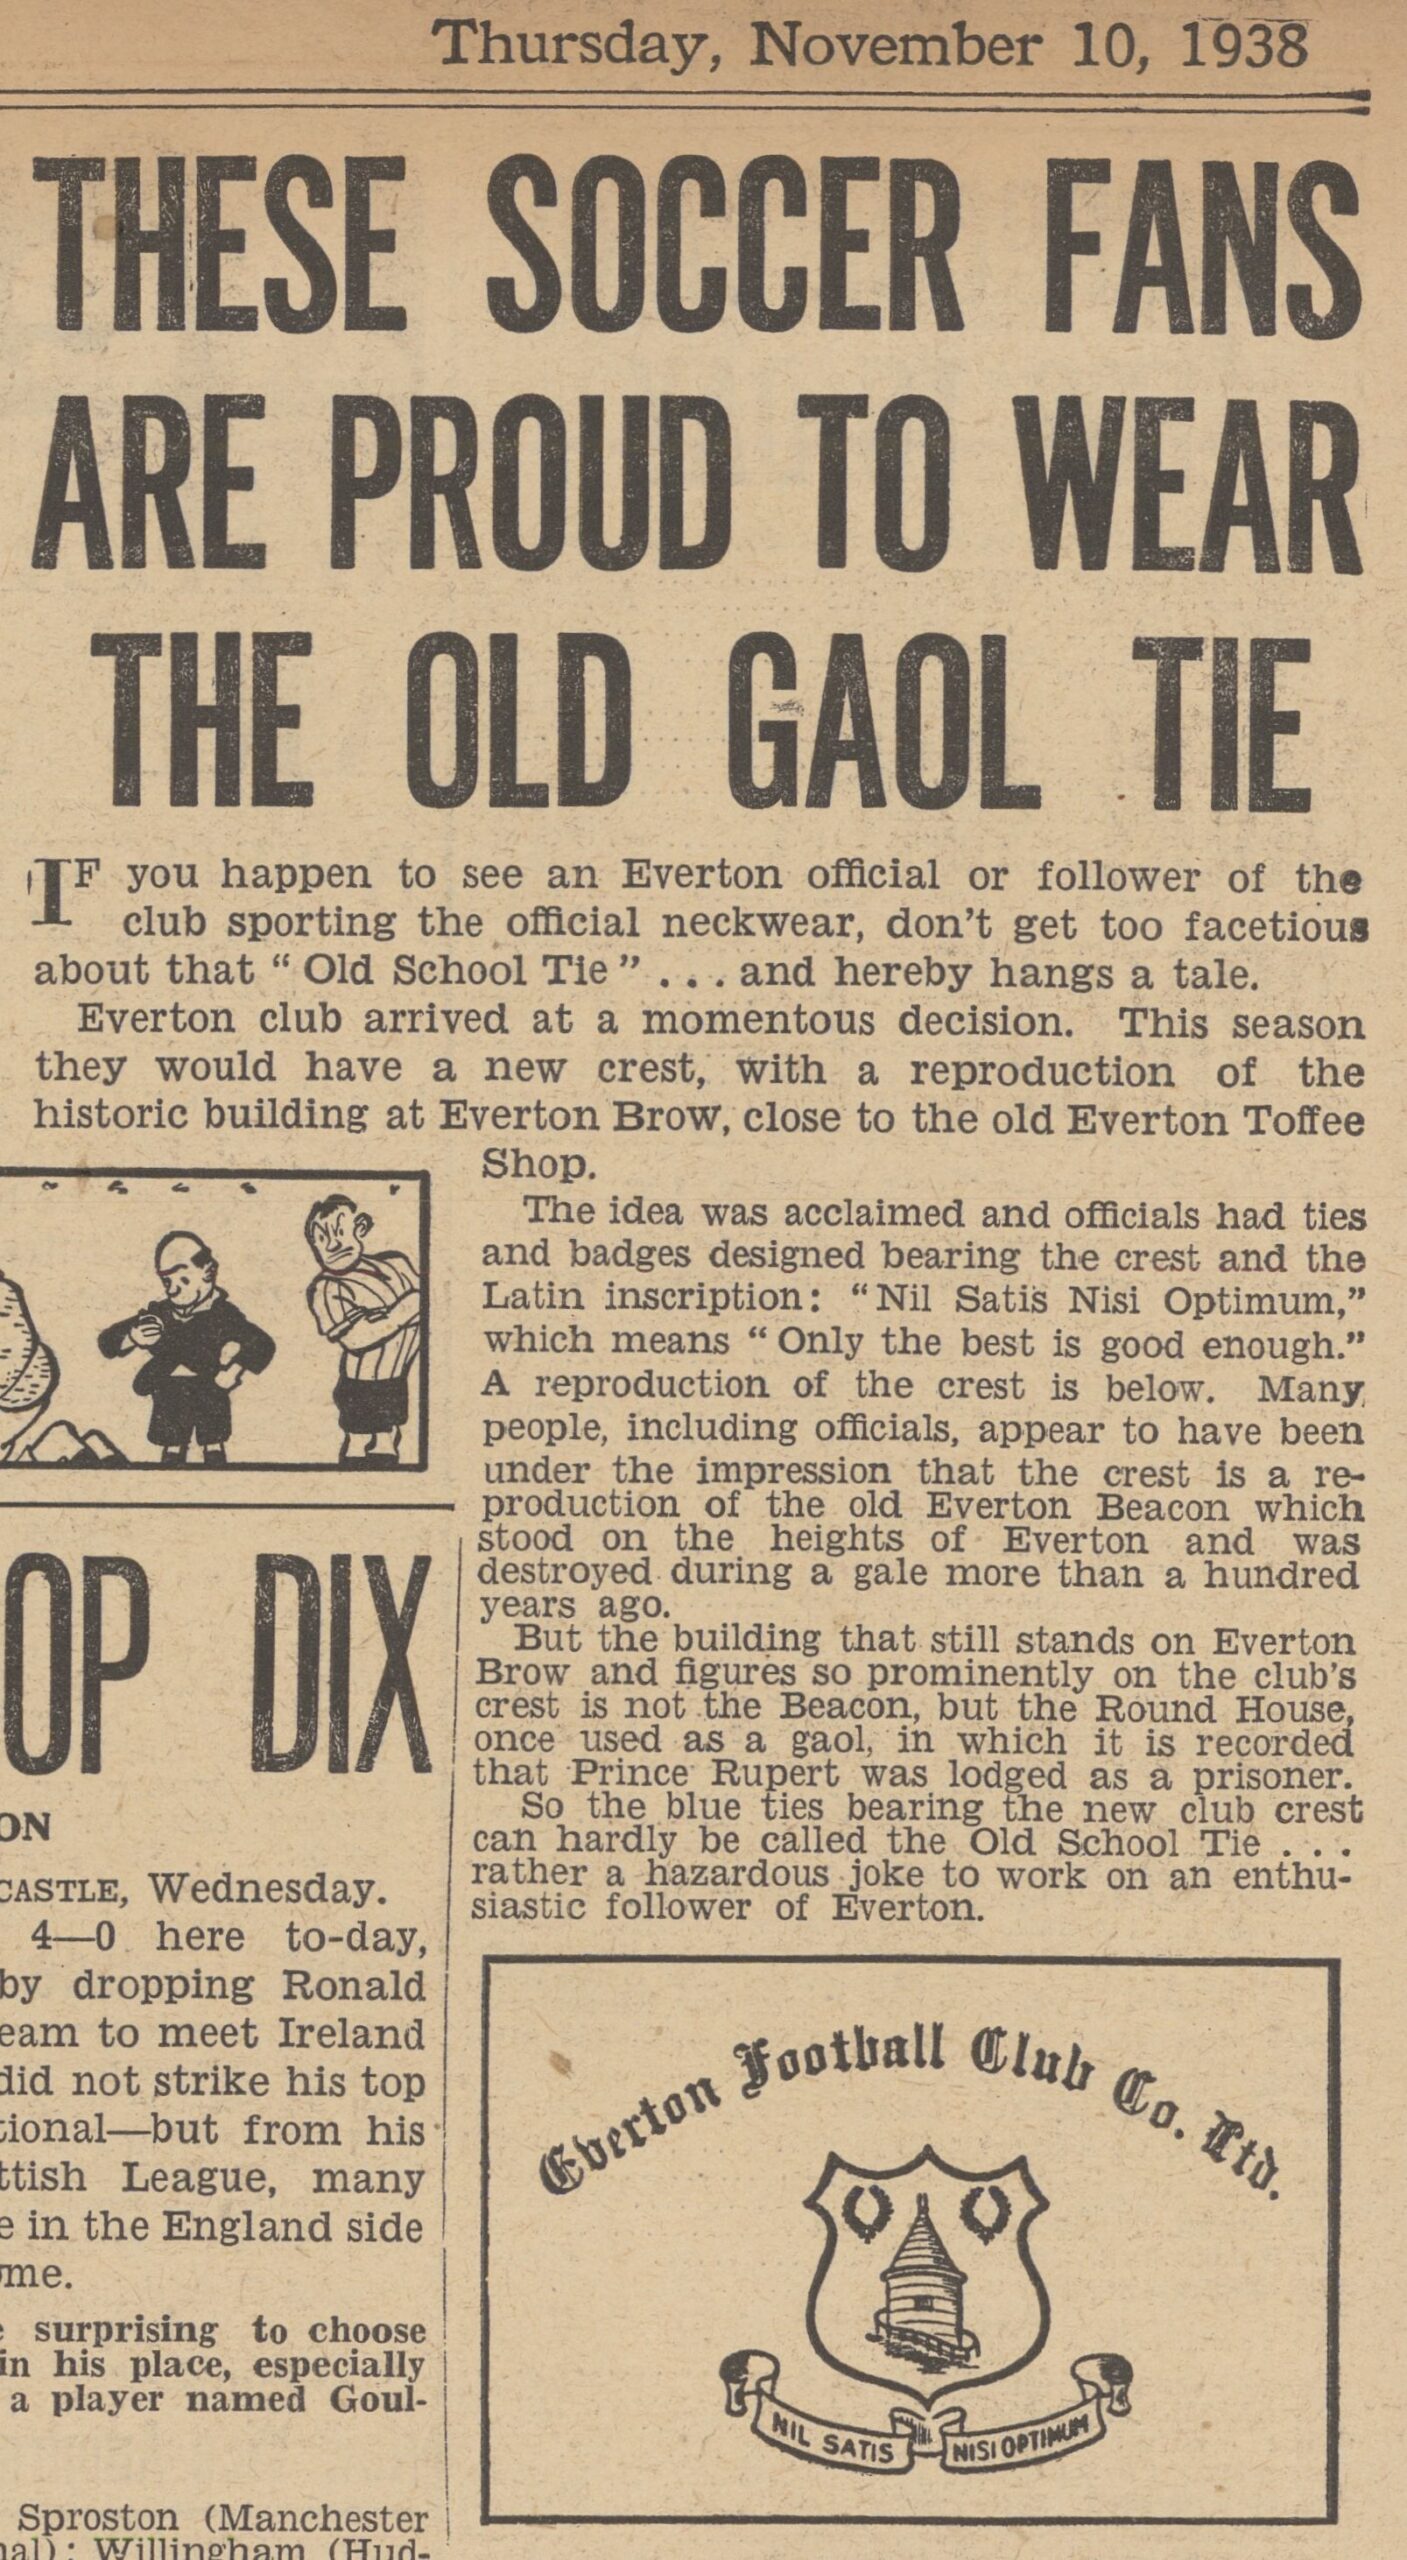 Thursday, November 10, 1938
THESE SOCCER FANS
ARE PROUD TO WEAR
THE OLD GAOL TIE
IF you happen to see an Everton official or follower of the
club sporting the official neckwear, don't get too facetious
about that "Old School Tie" . . . and hereby hangs a tale.
Everton club arrived at a momentous decision. This season
they would have a new crest, with a reproduction of the
historic building at Everton Brow, close to the old Everton Toffee
Shop.
The idea was acclaimed and officials had ties
and badges designed bearing the crest and the
Latin inscription: "Nil Satis Nisi Optimum,"
which means "Only the best is good enough."
A reproduction of the crest is below. Many
people, including officials, appear to have been
under the impression that the crest is a re-
production of the old Everton Beacon which
stood on the heights of Everton and was
destroyed during a gale more than a hundred
years ago.
But the building that still stands on Everton
Brow and figures so prominently on the club's
crest is not the Beacon, but the Round House,
once used as a gaol, in which it is recorded
that Prince Rupert was lodged as a prisoner.
So the blue ties bearing the new club crest
can hardly be called the Old School Tie . . .
rather a hazardous joke to work on an enthu-
siastic follower of Everton.
Everton Football Club Co. Ltd.
NIL SATIS NISI OPTIMUM
OP DIX
ON
CASTLE, Wednesday.
4—0 here to-day,
by dropping Ronald
eam to meet Ireland
did not strike his top
tional—but from his
ttish League, many
e in the England side
me.
e surprising to choose
in his place, especially
a player named Goul-
Sproston (Manchester
nal); Willingham (Hud-